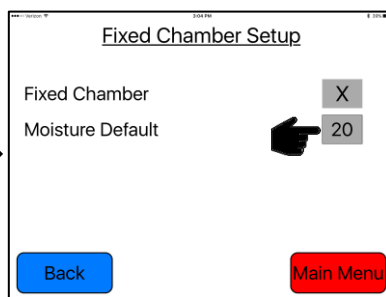 Verizon 3:04 PM
Fixed Chamber Setup
Fixed Chamber X
Moisture Default 20
Back Main Menu